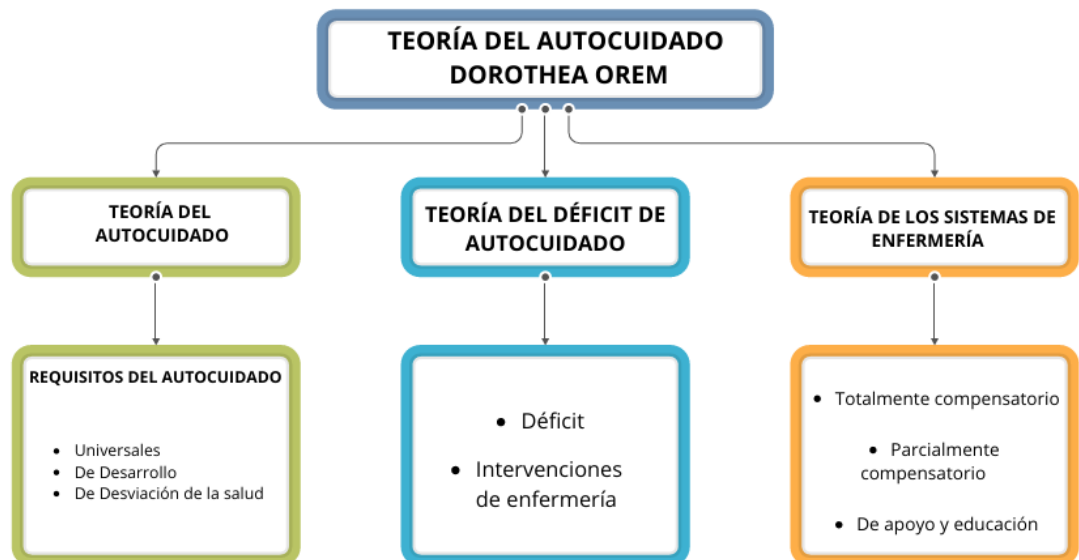 TEORÍA DEL AUTOCUIDADO
DOROTHEA OREM
TEORÍA DEL
AUTOCUIDADO
TEORÍA DEL DÉFICIT DE
AUTOCUIDADO
TEORÍA DE LOS SISTEMAS DE
ENFERMERÍA
REQUISITOS DEL AUTOCUIDADO
• Universales
• De Desarrollo
• De Desviación de la salud
• Déficit
• Intervenciones
de enfermería
• Totalmente compensatorio
• Parcialmente
compensatorio
• De apoyo y educación